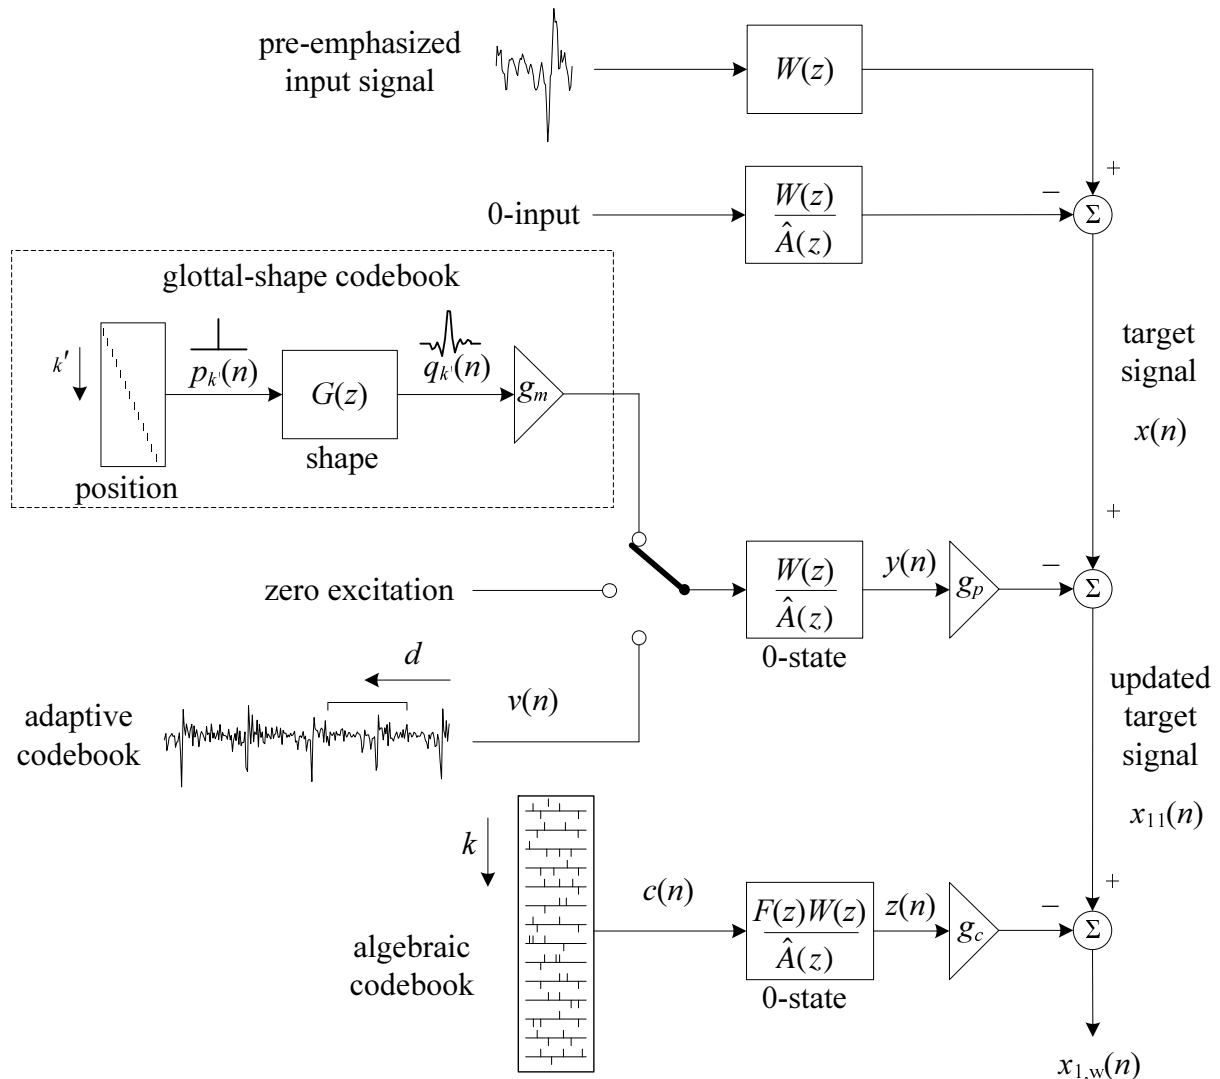 pre-emphasized
input signal
W(z)
+
0-input
W(z)
Â(z)
−
Σ
glottal-shape codebook
k′
p_k'(n)
G(z)
q_k'(n)
g_m
shape
position
target
signal
x(n)
+
zero excitation
W(z)
Â(z)
0-state
y(n)
g_p
−
Σ
d
v(n)
adaptive
codebook
updated
target
signal
x_11(n)
k
algebraic
codebook
c(n)
F(z)W(z)
Â(z)
0-state
z(n)
g_c
−
+
Σ
x_1,w(n)